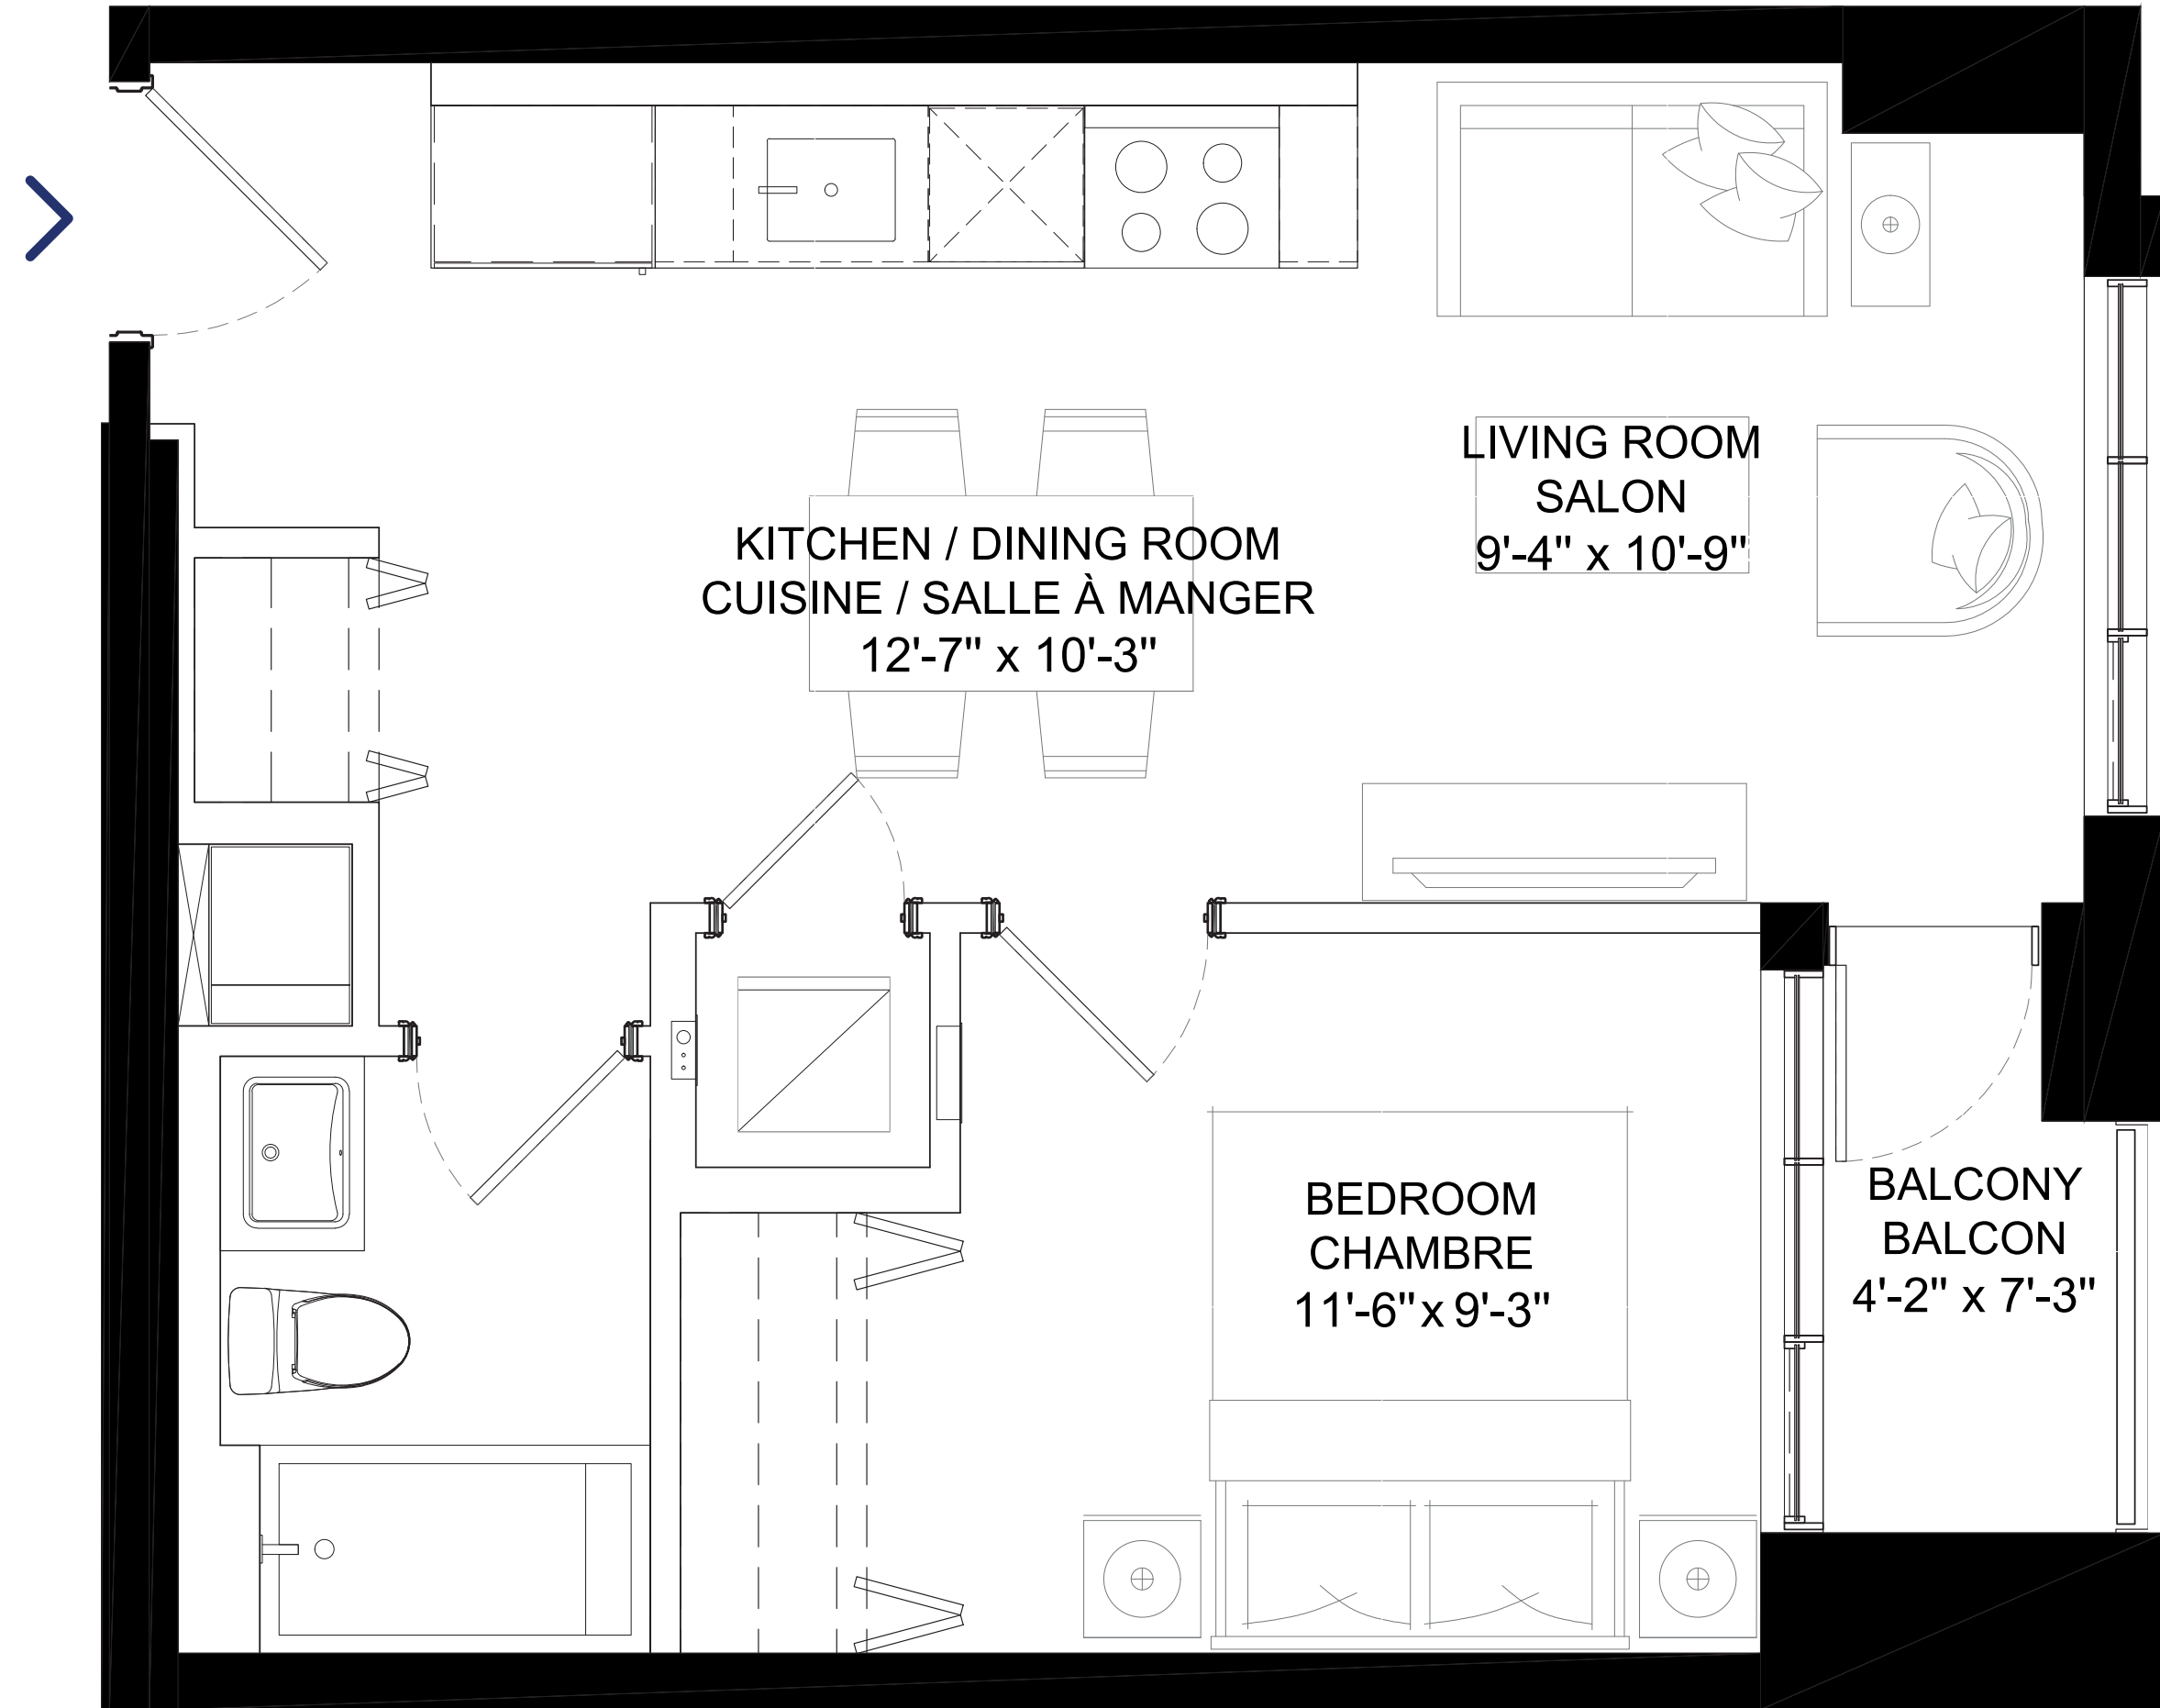 LIVING ROOM
SALON
9'-4" x 10'-9"
KITCHEN / DINING ROOM
CUISINE / SALLE À MANGER
12'-7" x 10'-3"
BEDROOM
CHAMBRE
11'-6" x 9'-3"
BALCONY
BALCON
4'-2" x 7'-3"